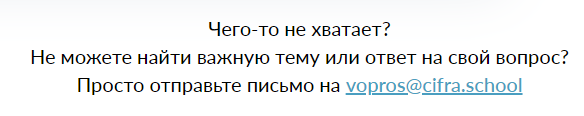 Чего-то не хватает?
Не можете найти важную тему или ответ на свой вопрос?
Просто отправьте письмо на vopros@cifra.school